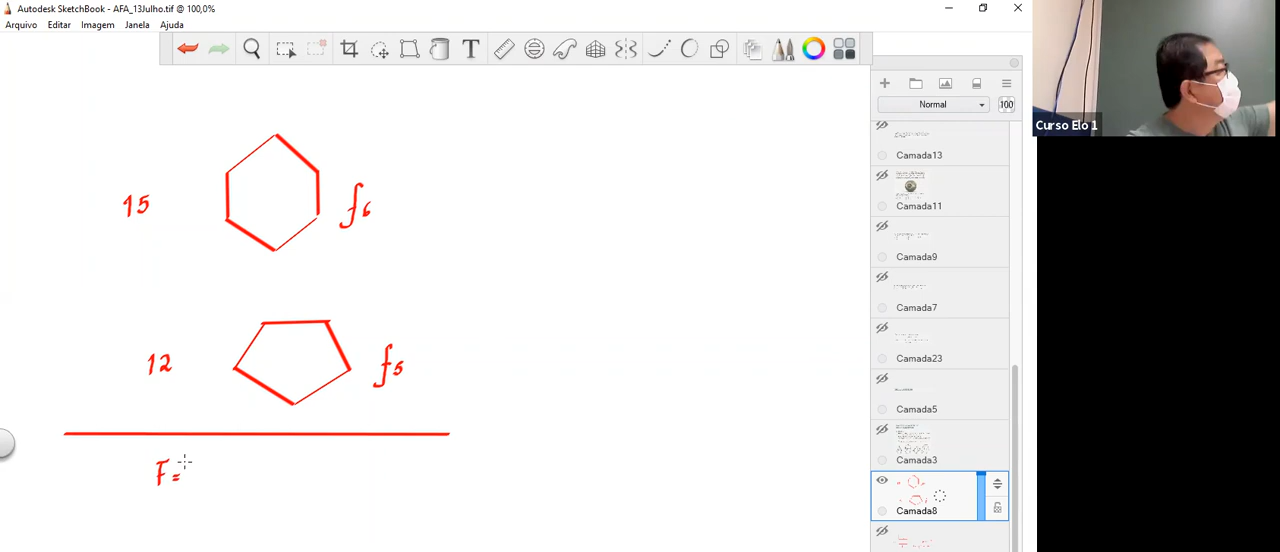 Autodesk SketchBook - AFA_13Julho.tif @ 100,0%
Arquivo Editar Imagem Janela Ajuda
Normal 100
Curso Elo 1
Camada13
Camada11
Camada9
Camada7
Camada23
Camada5
Camada3
Camada8
15 f6
12 f5
F=